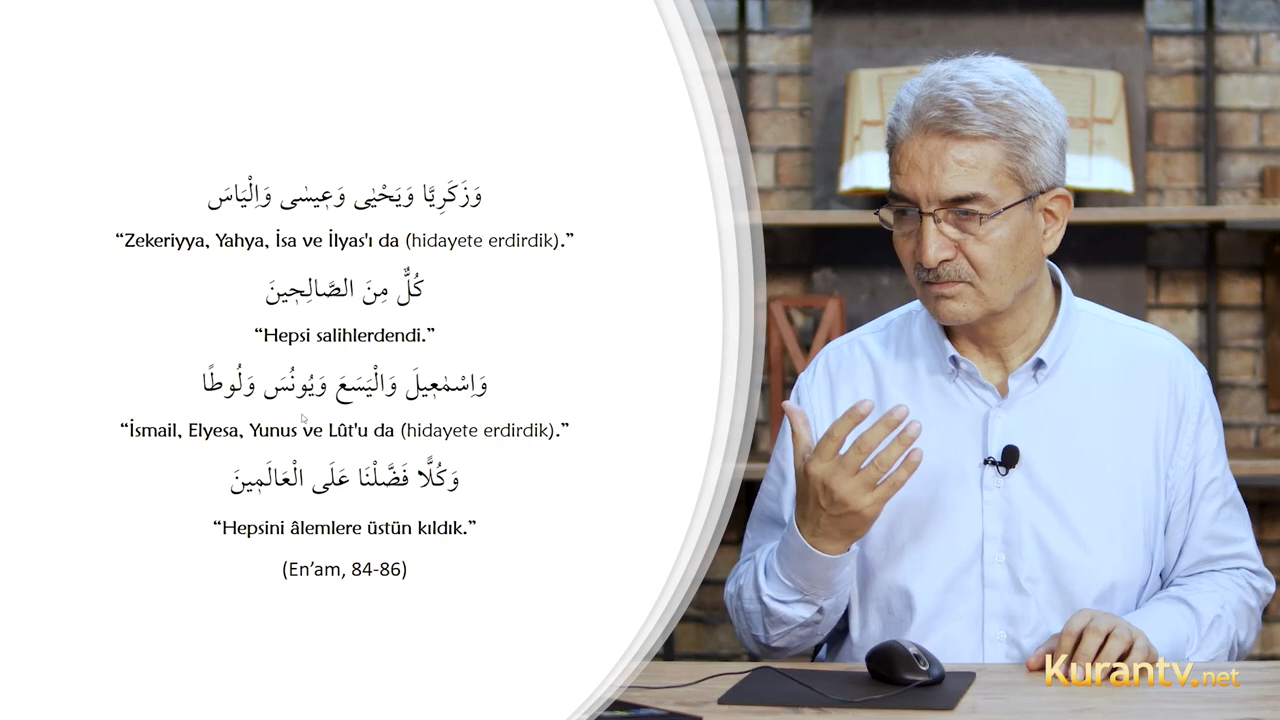 وَزَكَرِيَّا وَيَحْيٰى وَع۪يسٰى وَاِلْيَاسَ
“Zekeriyya, Yahya, İsa ve İlyas'ı da (hidayete erdirdik).”
كُلٌّ مِنَ الصَّالِح۪ينَ
“Hepsi salihlerdendi.”
وَاِسْمٰع۪يلَ وَالْيَسَعَ وَيُونُسَ وَلُوطًا
“İsmail, Elyesa, Yunus ve Lût'u da (hidayete erdirdik).”
وَكُلًّا فَضَّلْنَا عَلَى الْعَالَم۪ينَ
“Hepsini âlemlere üstün kıldık.”
(En’am, 84-86)
Kurantv.net